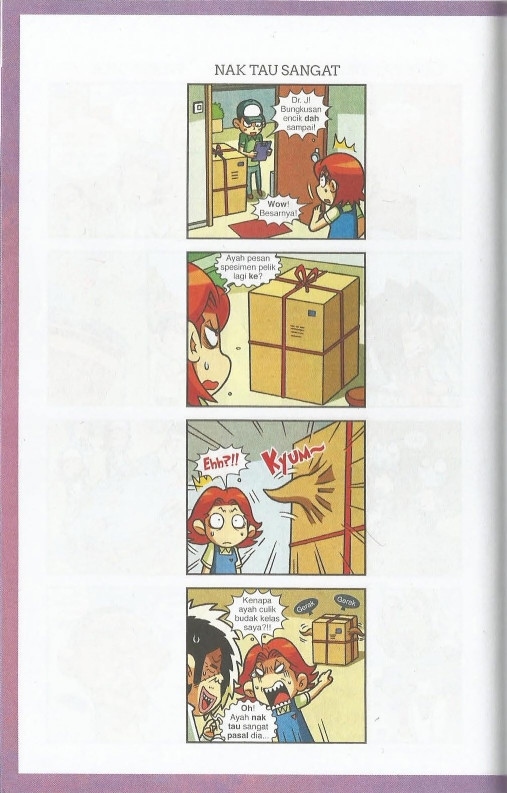 NAK TAU SANGAT
Dr. J!
Bungkusan
encik dah
sampai!
Wow!
Besarnya!
Ayah pesan
spesimen pelik
lagi ke?
Ehh?!!
KYUM~
Kenapa
ayah culik
budak kelas
saya?!!
Gerak
Gerak
Oh!
Ayah nak
tau sangat
pasal dia...